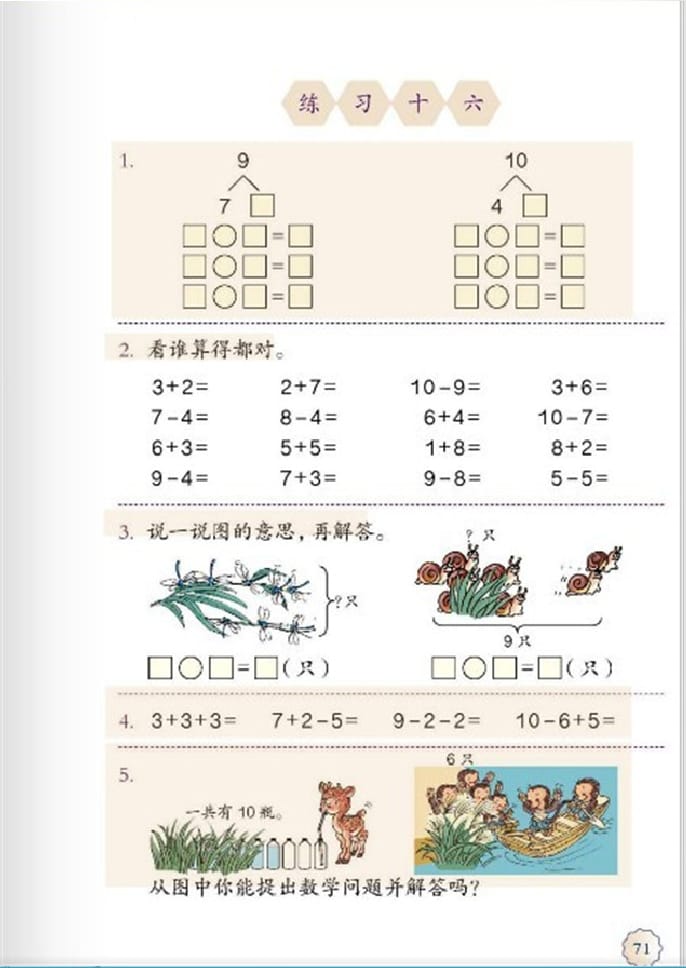 练习十六
1. 9 10
7 □ 4 □
□○□=□ □○□=□
□○□=□ □○□=□
□○□=□ □○□=□
2. 看谁算得都对。
3+2= 2+7= 10-9= 3+6=
7-4= 8-4= 6+4= 10-7=
6+3= 5+5= 1+8= 8+2=
9-4= 7+3= 9-8= 5-5=
3. 说一说图的意思，再解答。
? 只
?只
9 只
□○□=□(只) □○□=□(只)
4. 3+3+3= 7+2-5= 9-2-2= 10-6+5=
5. 6 只
一共有 10 瓶。
从图中你能提出数学问题并解答吗?
71